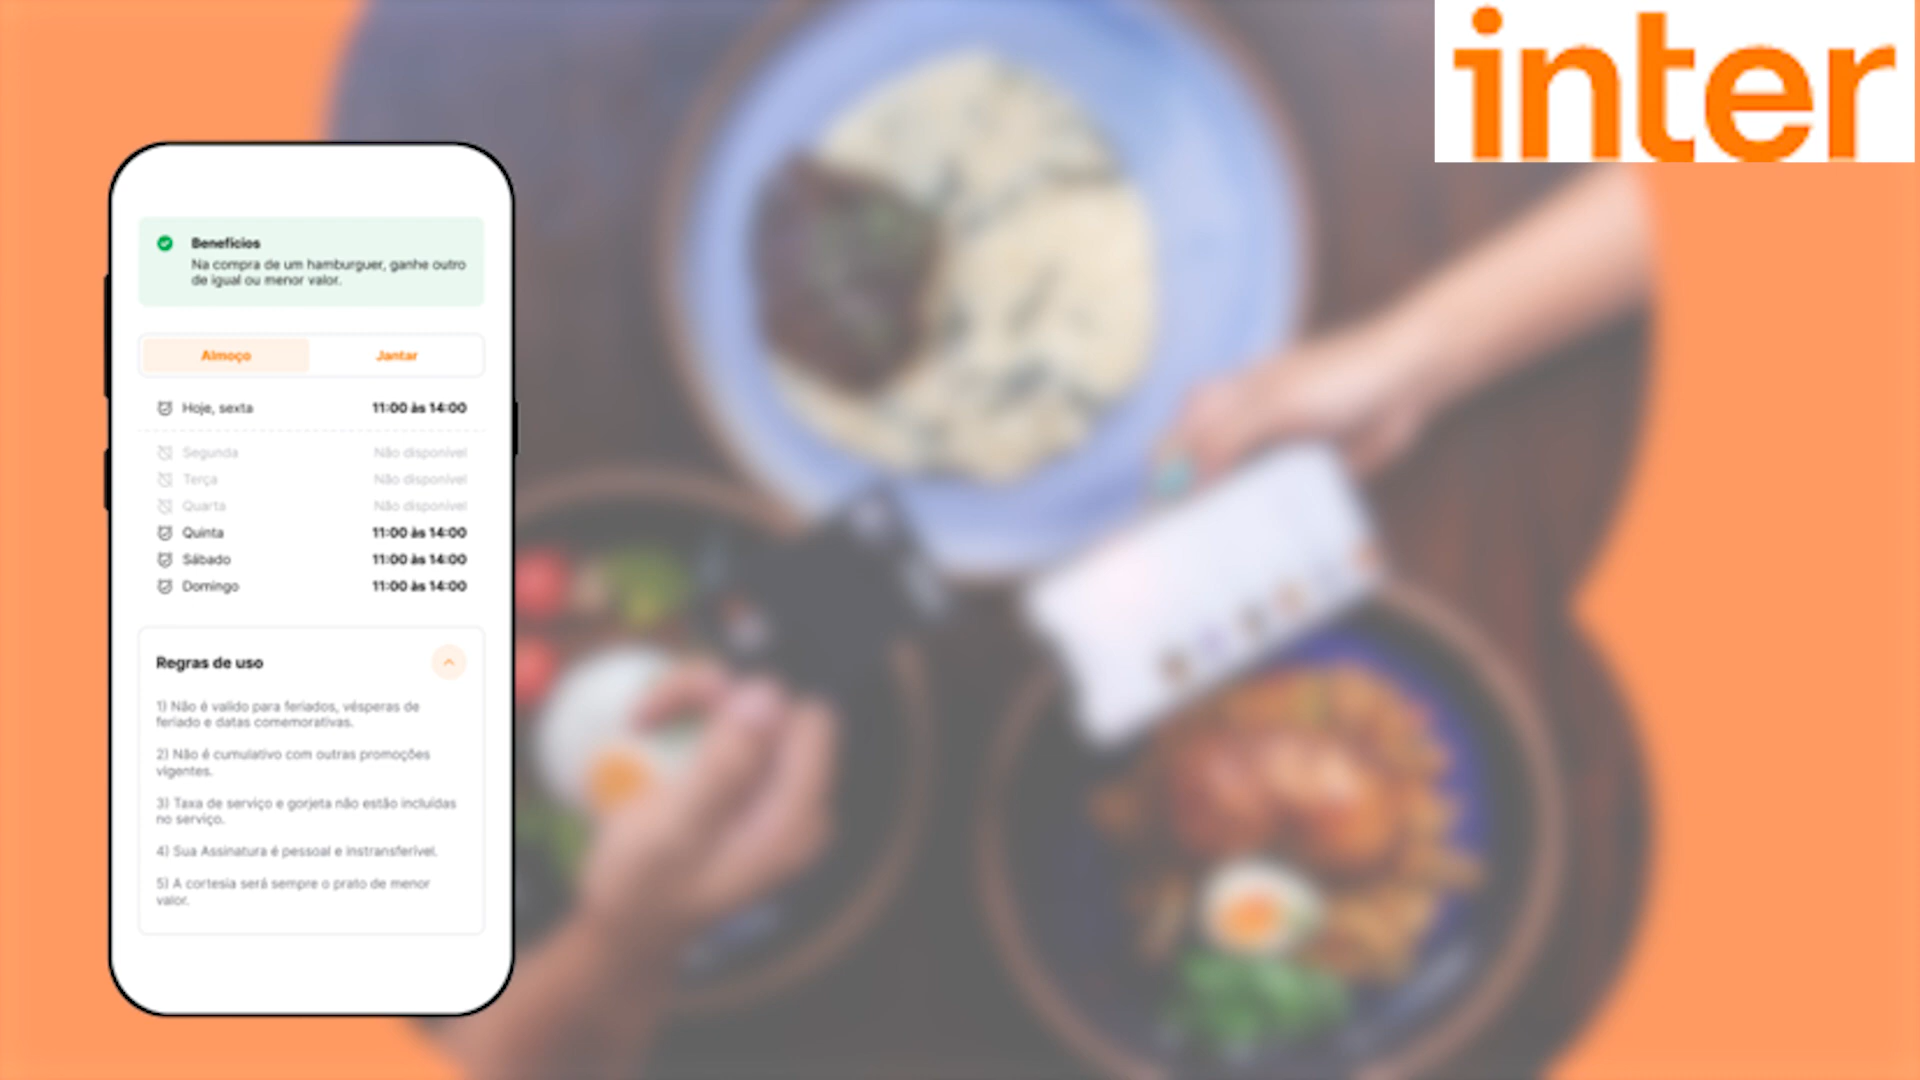 inter
Benefícios
Na compra de um hamburguer, ganhe outro
de igual ou menor valor.
Almoço Jantar
Hoje, sexta 11:00 às 14:00
Segunda Não disponível
Terça Não disponível
Quarta Não disponível
Quinta 11:00 às 14:00
Sábado 11:00 às 14:00
Domingo 11:00 às 14:00
Regras de uso
1) Não é valido para feriados, vésperas de
feriado e datas comemorativas.
2) Não é cumulativo com outras promoções
vigentes.
3) Taxa de serviço e gorjeta não estão incluídas
no serviço.
4) Sua Assinatura é pessoal e instransferível.
5) A cortesia será sempre o prato de menor
valor.